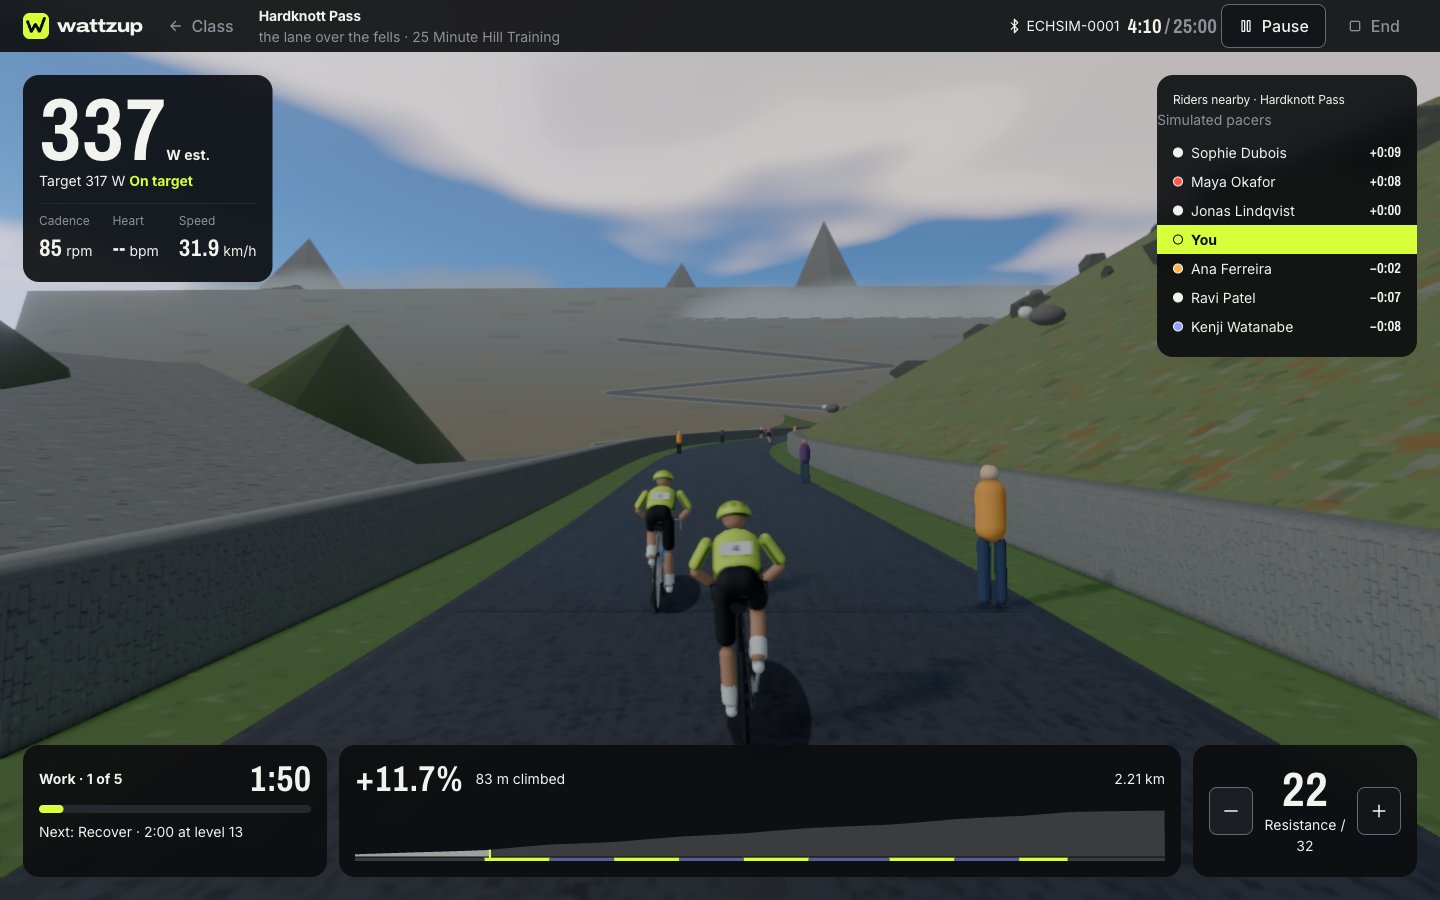 wattzup
Class
Hardknott Pass
the lane over the fells · 25 Minute Hill Training
ECHSIM-0001 4:10 / 25:00
Pause
End
337 W est.
Target 317 W On target
Cadence Heart Speed
85 rpm -- bpm 31.9 km/h
Riders nearby · Hardknott Pass
Simulated pacers
Sophie Dubois +0:09
Maya Okafor +0:08
Jonas Lindqvist +0:00
You
Ana Ferreira −0:02
Ravi Patel −0:07
Kenji Watanabe −0:08
Work · 1 of 5 1:50
Next: Recover · 2:00 at level 13
+11.7% 83 m climbed 2.21 km
− 22 +
Resistance /
32